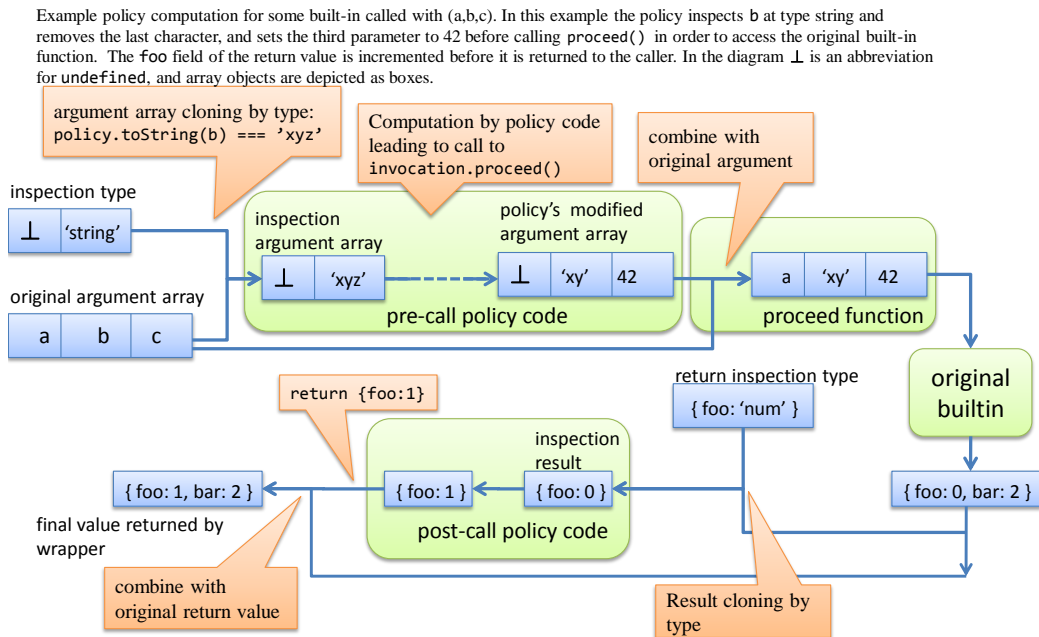 Example policy computation for some built-in called with (a,b,c). In this example the policy inspects b at type string and
removes the last character, and sets the third parameter to 42 before calling proceed() in order to access the original built-in
function. The foo field of the return value is incremented before it is returned to the caller. In the diagram ⊥ is an abbreviation
for undefined, and array objects are depicted as boxes.
argument array cloning by type:
policy.toString(b) === ’xyz’
Computation by policy code
leading to call to
invocation.proceed()
combine with
original argument
inspection type
⊥ ‘string’
inspection
argument array
⊥ ‘xyz’
policy’s modified
argument array
⊥ ‘xy’ 42
a ‘xy’ 42
original argument array
a b c
pre-call policy code
proceed function
return {foo:1}
return inspection type
{ foo: ‘num’ }
original
builtin
inspection
result
{ foo: 1, bar: 2 }
{ foo: 1 }
{ foo: 0 }
{ foo: 0, bar: 2 }
final value returned by
wrapper
post-call policy code
combine with
original return value
Result cloning by
type